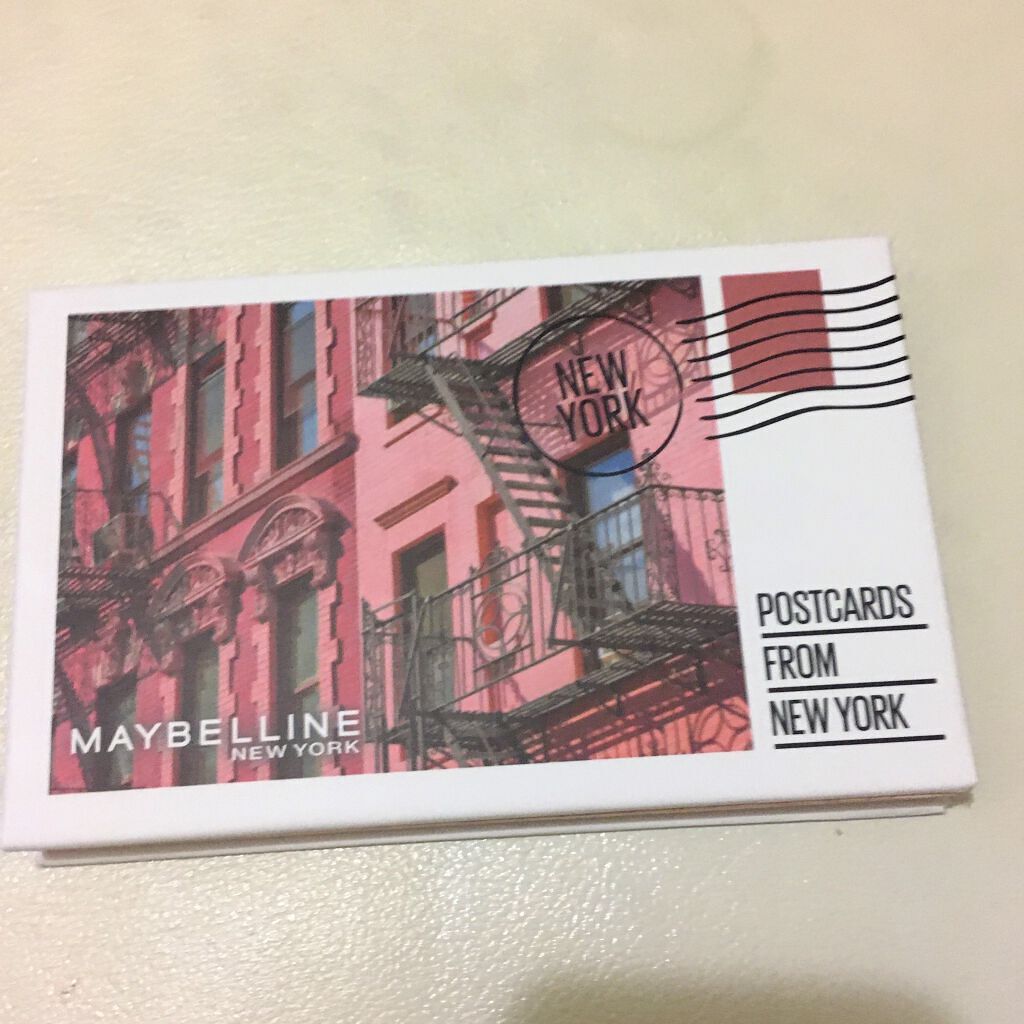 NEW
YORK
MAYBELLINE
NEW YORK
POSTCARDS
FROM
NEW YORK